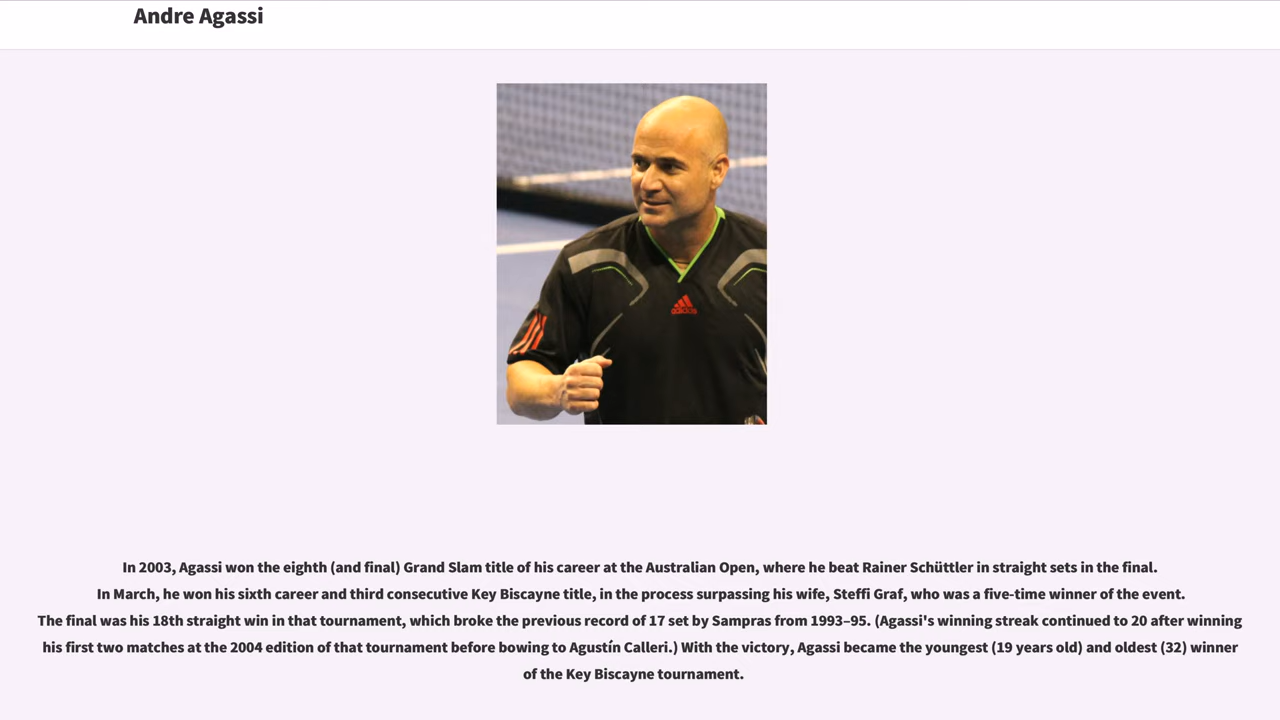 Andre Agassi
adidas
In 2003, Agassi won the eighth (and final) Grand Slam title of his career at the Australian Open, where he beat Rainer Schüttler in straight sets in the final.
In March, he won his sixth career and third consecutive Key Biscayne title, in the process surpassing his wife, Steffi Graf, who was a five-time winner of the event.
The final was his 18th straight win in that tournament, which broke the previous record of 17 set by Sampras from 1993–95. (Agassi's winning streak continued to 20 after winning
his first two matches at the 2004 edition of that tournament before bowing to Agustín Calleri.) With the victory, Agassi became the youngest (19 years old) and oldest (32) winner
of the Key Biscayne tournament.